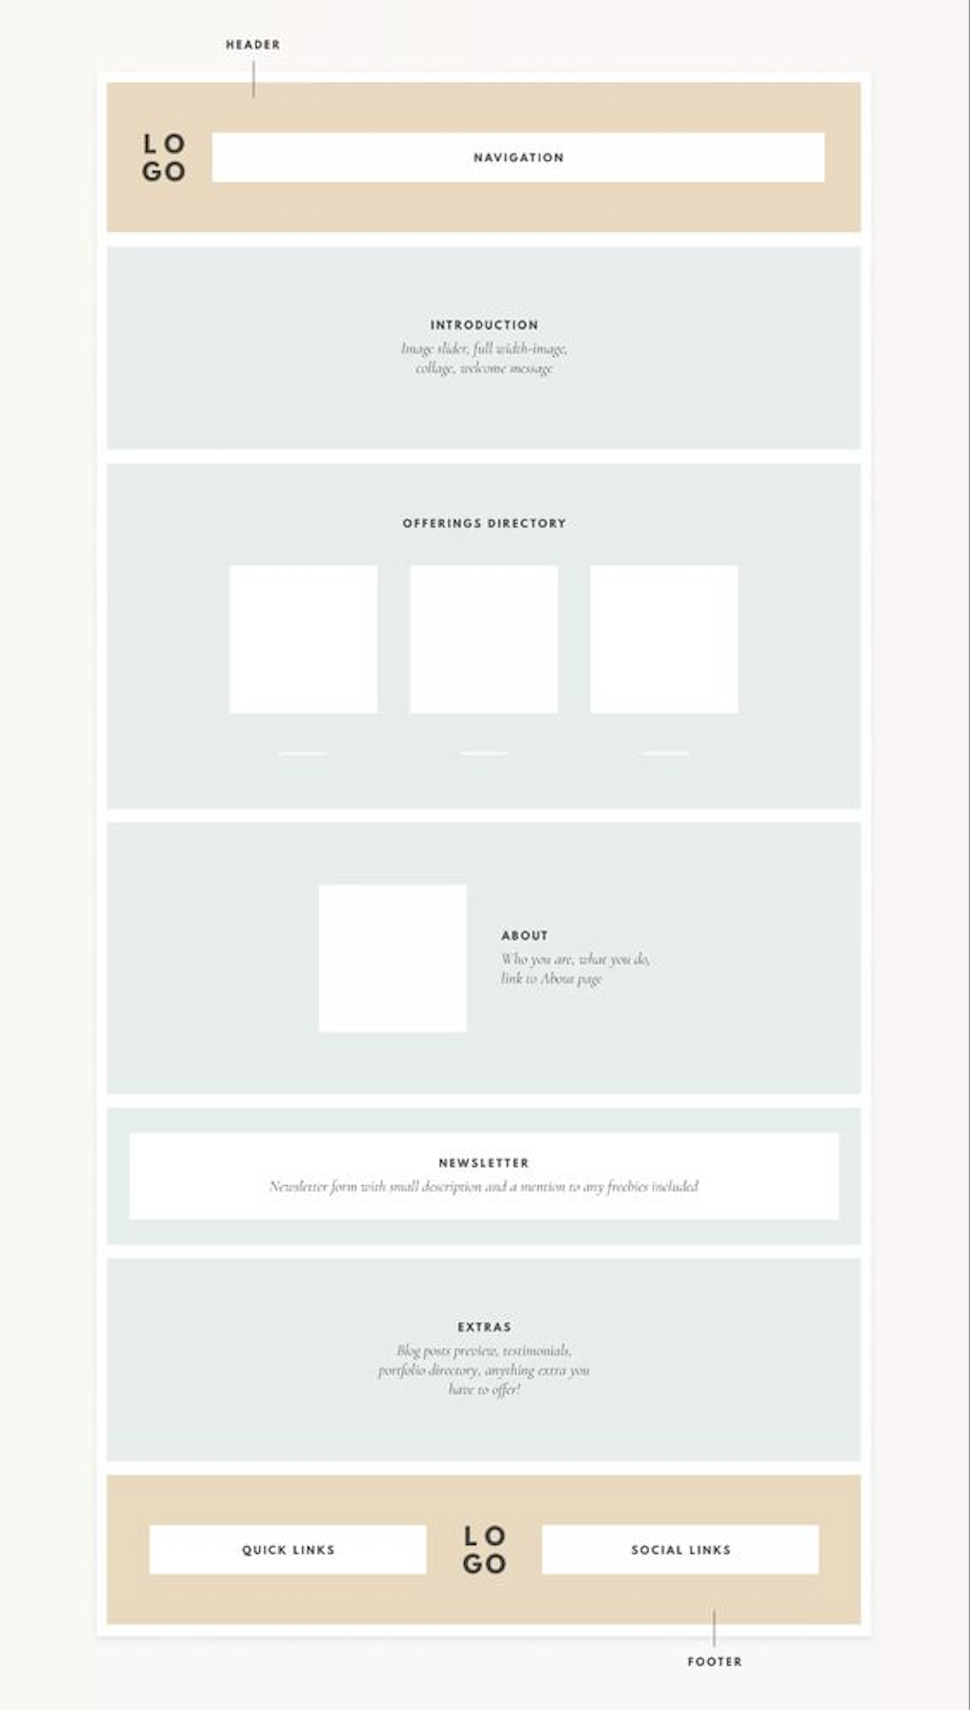 HEADER
LO
GO
NAVIGATION
INTRODUCTION
Image slider, full width-image,
collage, welcome message
OFFERINGS DIRECTORY
ABOUT
Who you are, what you do,
link to About page
NEWSLETTER
Newsletter form with small description and a mention to any freebies included
EXTRAS
Blog posts preview, testimonials,
portfolio directory, anything extra you
have to offer!
QUICK LINKS
LO
GO
SOCIAL LINKS
FOOTER